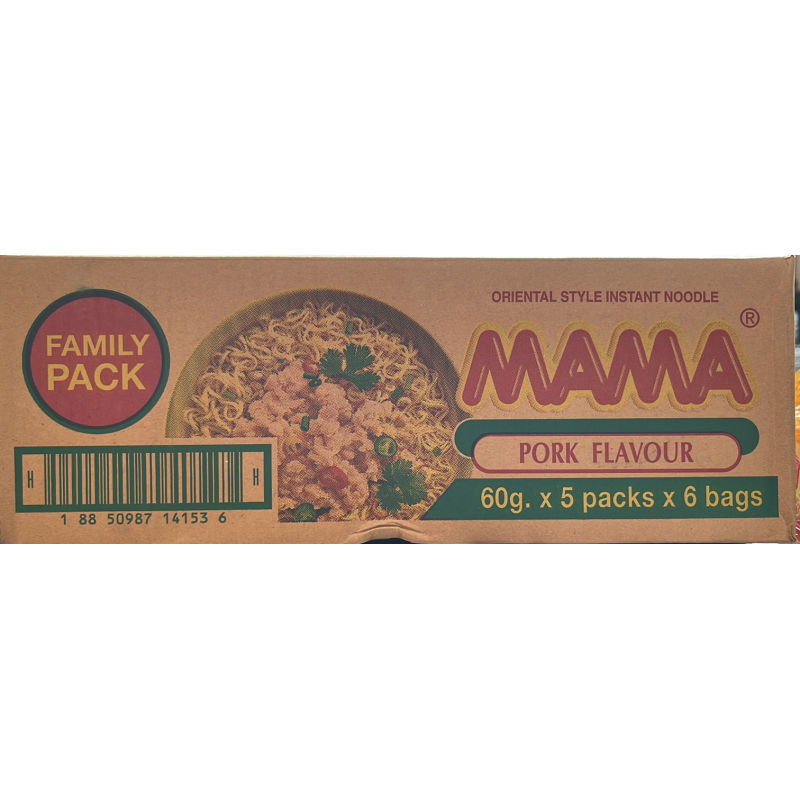 ORIENTAL STYLE INSTANT NOODLE
FAMILY
PACK
MAMA®
PORK FLAVOUR
60g. x 5 packs x 6 bags
H H
1 88 50987 14153 6